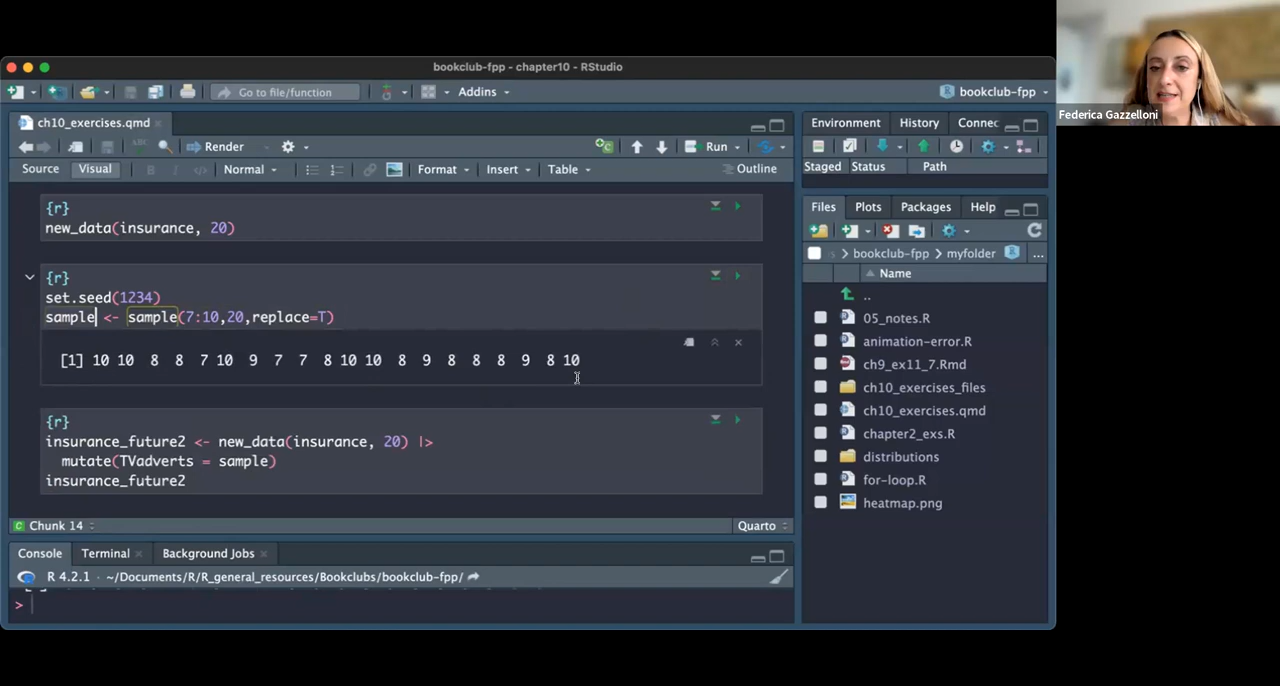 bookclub-fpp - chapter10 - RStudio
Go to file/function
Addins
bookclub-fpp
Federica Gazzelloni
ch10_exercises.qmd
Render
Run
Source
Visual
B
I
Normal
Format
Insert
Table
Outline
{r}
new_data(insurance, 20)
{r}
set.seed(1234)
sample <- sample(7:10,20,replace=T)
[1] 10 10 8 8 7 10 9 7 7 8 10 10 8 9 8 8 8 9 8 10
{r}
insurance_future2 <- new_data(insurance, 20) |>
mutate(TVadverts = sample)
insurance_future2
Chunk 14
Quarto
Console
Terminal
Background Jobs
R 4.2.1 · ~/Documents/R/R_general_resources/Bookclubs/bookclub-fpp/
>
Environment
History
Connec
Staged
Status
Path
Files
Plots
Packages
Help
s > bookclub-fpp > myfolder
...
Name
..
05_notes.R
animation-error.R
ch9_ex11_7.Rmd
ch10_exercises_files
ch10_exercises.qmd
chapter2_exs.R
distributions
for-loop.R
heatmap.png